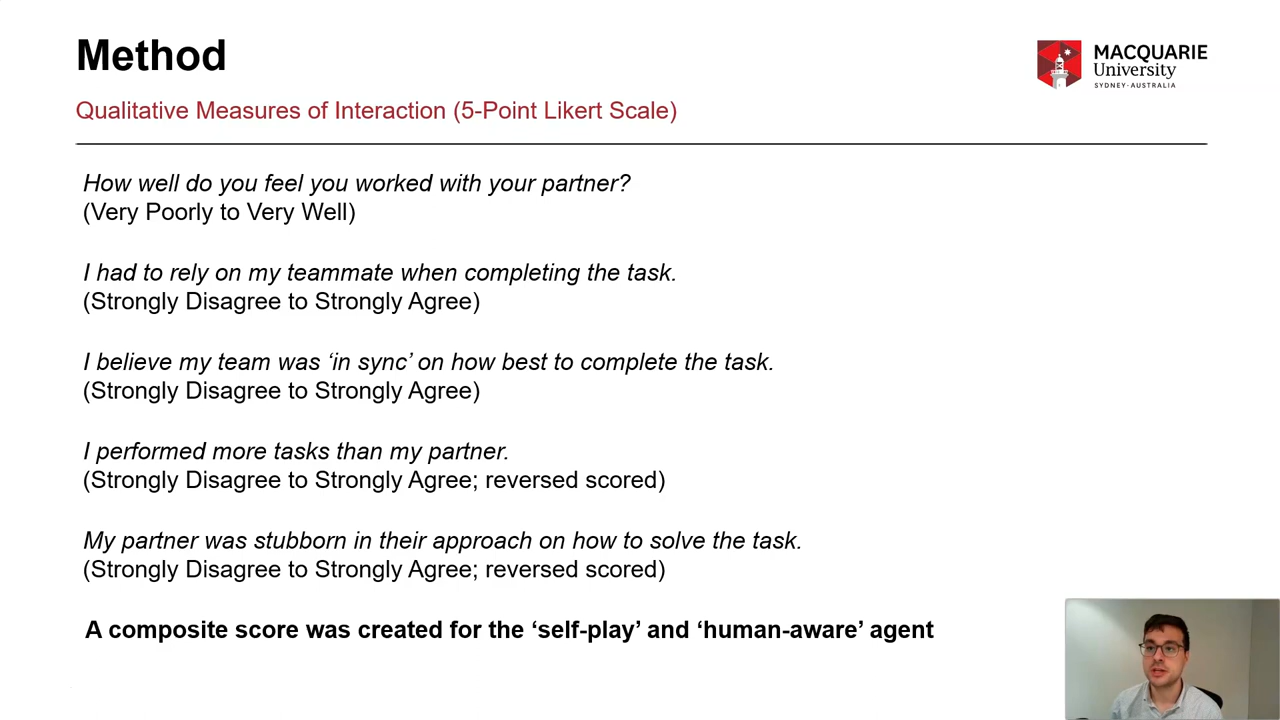 Method
MACQUARIE
University
SYDNEY·AUSTRALIA
Qualitative Measures of Interaction (5-Point Likert Scale)
How well do you feel you worked with your partner?
(Very Poorly to Very Well)
I had to rely on my teammate when completing the task.
(Strongly Disagree to Strongly Agree)
I believe my team was ‘in sync’ on how best to complete the task.
(Strongly Disagree to Strongly Agree)
I performed more tasks than my partner.
(Strongly Disagree to Strongly Agree; reversed scored)
My partner was stubborn in their approach on how to solve the task.
(Strongly Disagree to Strongly Agree; reversed scored)
A composite score was created for the ‘self-play’ and ‘human-aware’ agent